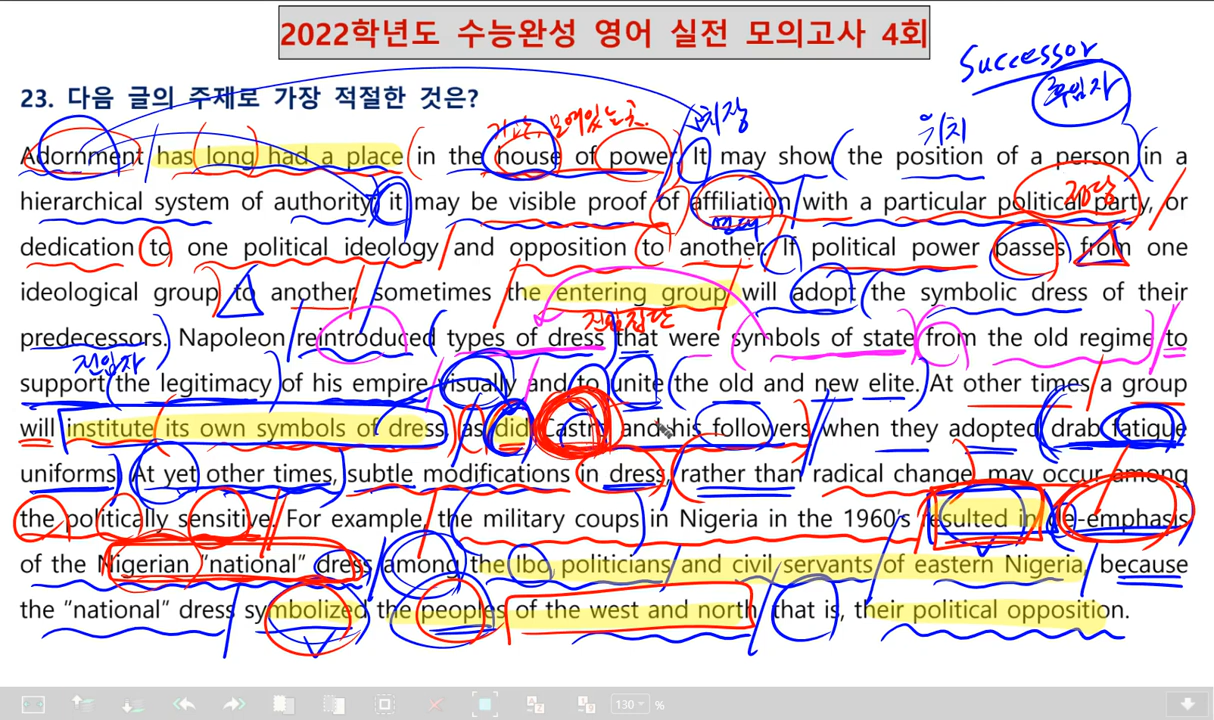 2022학년도 수능완성 영어 실전 모의고사 4회
Successor
후임자
23. 다음 글의 주제로 가장 적절한 것은?
치장
위치
Adornment has long had a place in the house of power. It may show the position of a person in a
hierarchical system of authority, it may be visible proof of affiliation with a particular political party, or
정당
dedication to one political ideology and opposition to another. If political power passes from one
ideological group to another, sometimes the entering group will adopt the symbolic dress of their
전임집단
predecessors. Napoleon reintroduced types of dress that were symbols of state from the old regime to
전임자
support the legitimacy of his empire visually and to unite the old and new elite. At other times a group
will institute its own symbols of dress as did Castro and his followers when they adopted drab fatigue
uniforms. At yet other times, subtle modifications in dress, rather than radical change, may occur among
the politically sensitive. For example, the military coups in Nigeria in the 1960's resulted in de-emphasis
of the Nigerian "national" dress among the Ibo politicians and civil servants of eastern Nigeria, because
the "national" dress symbolized the peoples of the west and north, that is, their political opposition.
130 %